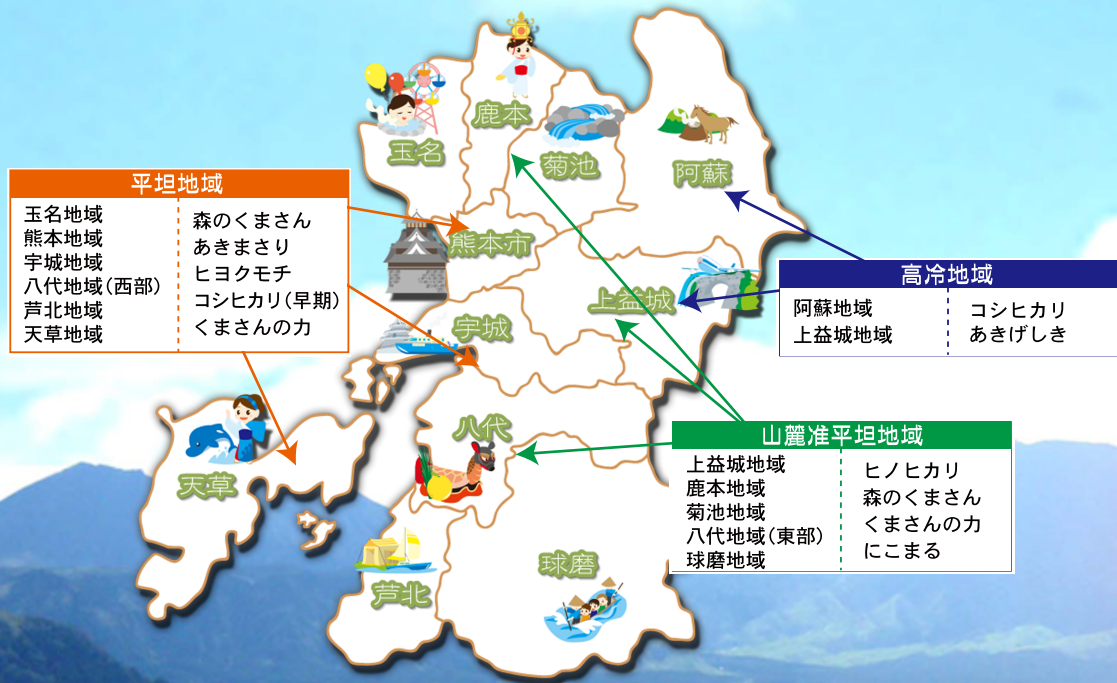 鹿本
玉名
菊池
阿蘇
熊本市
上益城
宇城
八代
天草
芦北
球磨
平坦地域
玉名地域
熊本地域
宇城地域
八代地域(西部)
芦北地域
天草地域
森のくまさん
あきまさり
ヒヨクモチ
コシヒカリ(早期)
くまさんの力
高冷地域
阿蘇地域
上益城地域
コシヒカリ
あきげしき
山麓准平坦地域
上益城地域
鹿本地域
菊池地域
八代地域(東部)
球磨地域
ヒノヒカリ
森のくまさん
くまさんの力
にこまる